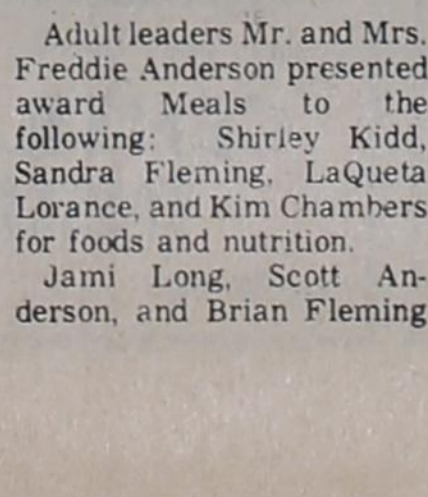 Adult leaders Mr. and Mrs.
Freddie Anderson presented
award Meals to the
following: Shirley Kidd,
Sandra Fleming, LaQueta
Lorance, and Kim Chambers
for foods and nutrition.
Jami Long, Scott An-
derson, and Brian Fleming